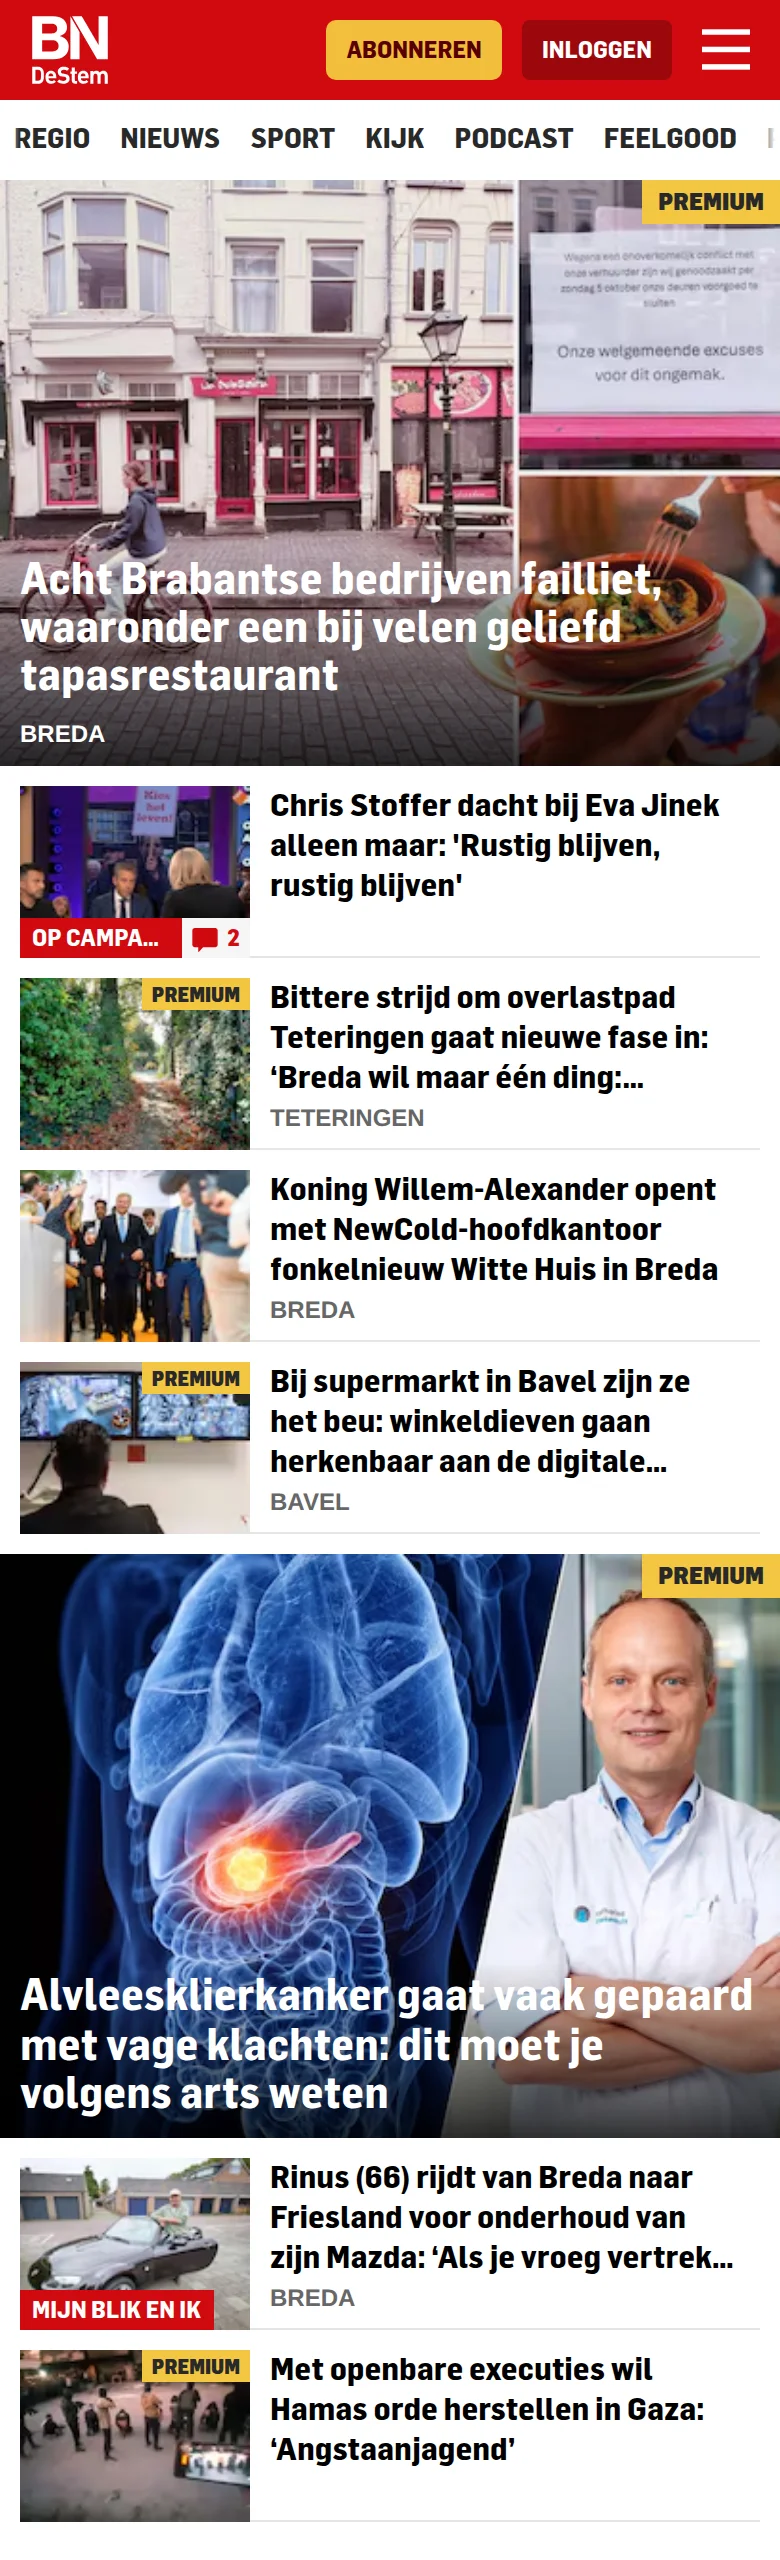 BN
DeStem
ABONNEREN
INLOGGEN
REGIO NIEUWS SPORT KIJK PODCAST FEELGOOD
PREMIUM
Wegens een onoverkomelijk conflict met
onze verhuurder zijn wij genoodzaakt per
zondag 5 oktober onze deuren voorgoed te
sluiten.
Onze welgemeende excuses
voor dit ongemak.
Acht Brabantse bedrijven failliet,
waaronder een bij velen geliefd
tapasrestaurant
BREDA
Kies
het
leven!
OP CAMPA...
2
Chris Stoffer dacht bij Eva Jinek
alleen maar: 'Rustig blijven,
rustig blijven'
PREMIUM
Bittere strijd om overlastpad
Teteringen gaat nieuwe fase in:
‘Breda wil maar één ding:...
TETERINGEN
Koning Willem-Alexander opent
met NewCold-hoofdkantoor
fonkelnieuw Witte Huis in Breda
BREDA
PREMIUM
Bij supermarkt in Bavel zijn ze
het beu: winkeldieven gaan
herkenbaar aan de digitale...
BAVEL
PREMIUM
Alvleesklierkanker gaat vaak gepaard
met vage klachten: dit moet je
volgens arts weten
MIJN BLIK EN IK
Rinus (66) rijdt van Breda naar
Friesland voor onderhoud van
zijn Mazda: ‘Als je vroeg vertrek...
BREDA
PREMIUM
Met openbare executies wil
Hamas orde herstellen in Gaza:
‘Angstaanjagend’